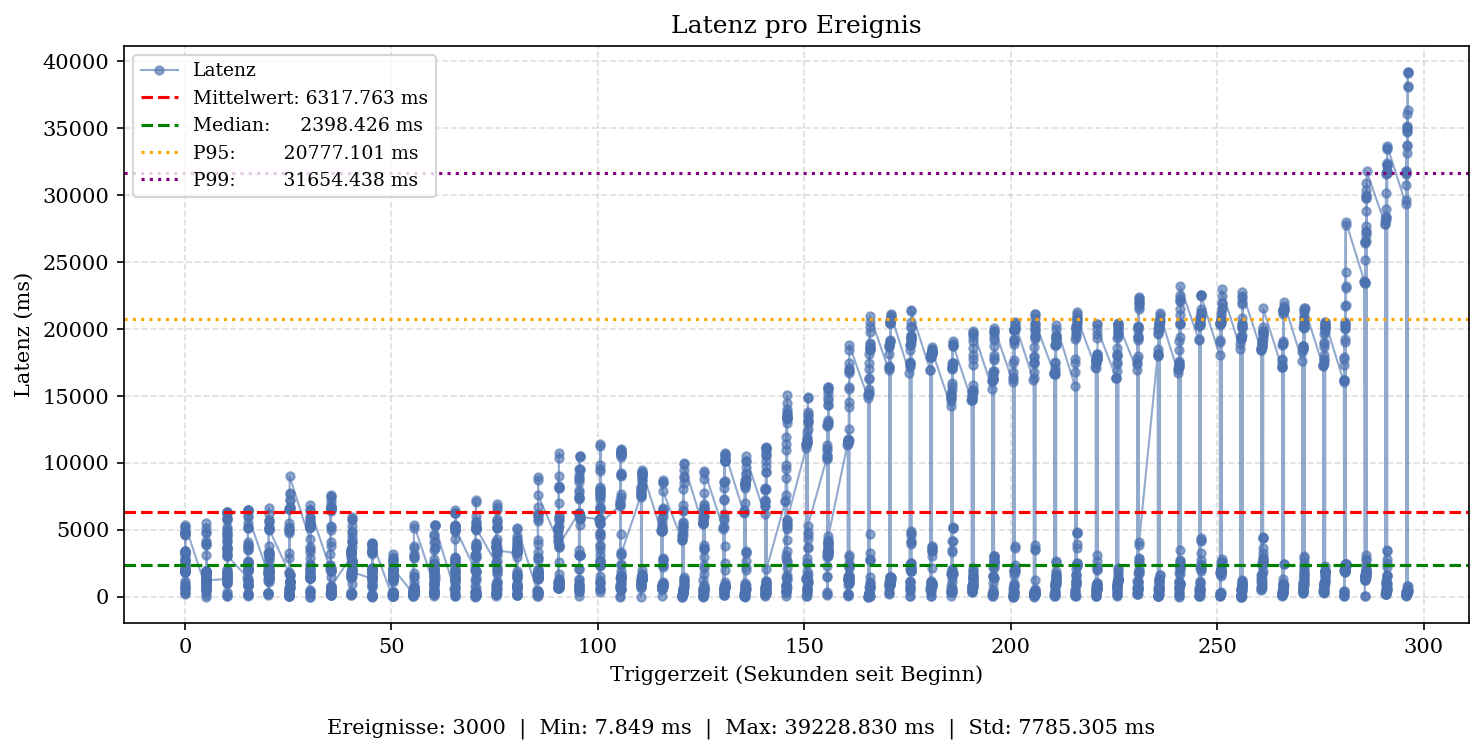 Latenz pro Ereignis
40000
35000
30000
25000
20000
15000
10000
5000
0
Latenz (ms)
Latenz
Mittelwert: 6317.763 ms
Median: 2398.426 ms
P95: 20777.101 ms
P99: 31654.438 ms
0 50 100 150 200 250 300
Triggerzeit (Sekunden seit Beginn)
Ereignisse: 3000 | Min: 7.849 ms | Max: 39228.830 ms | Std: 7785.305 ms